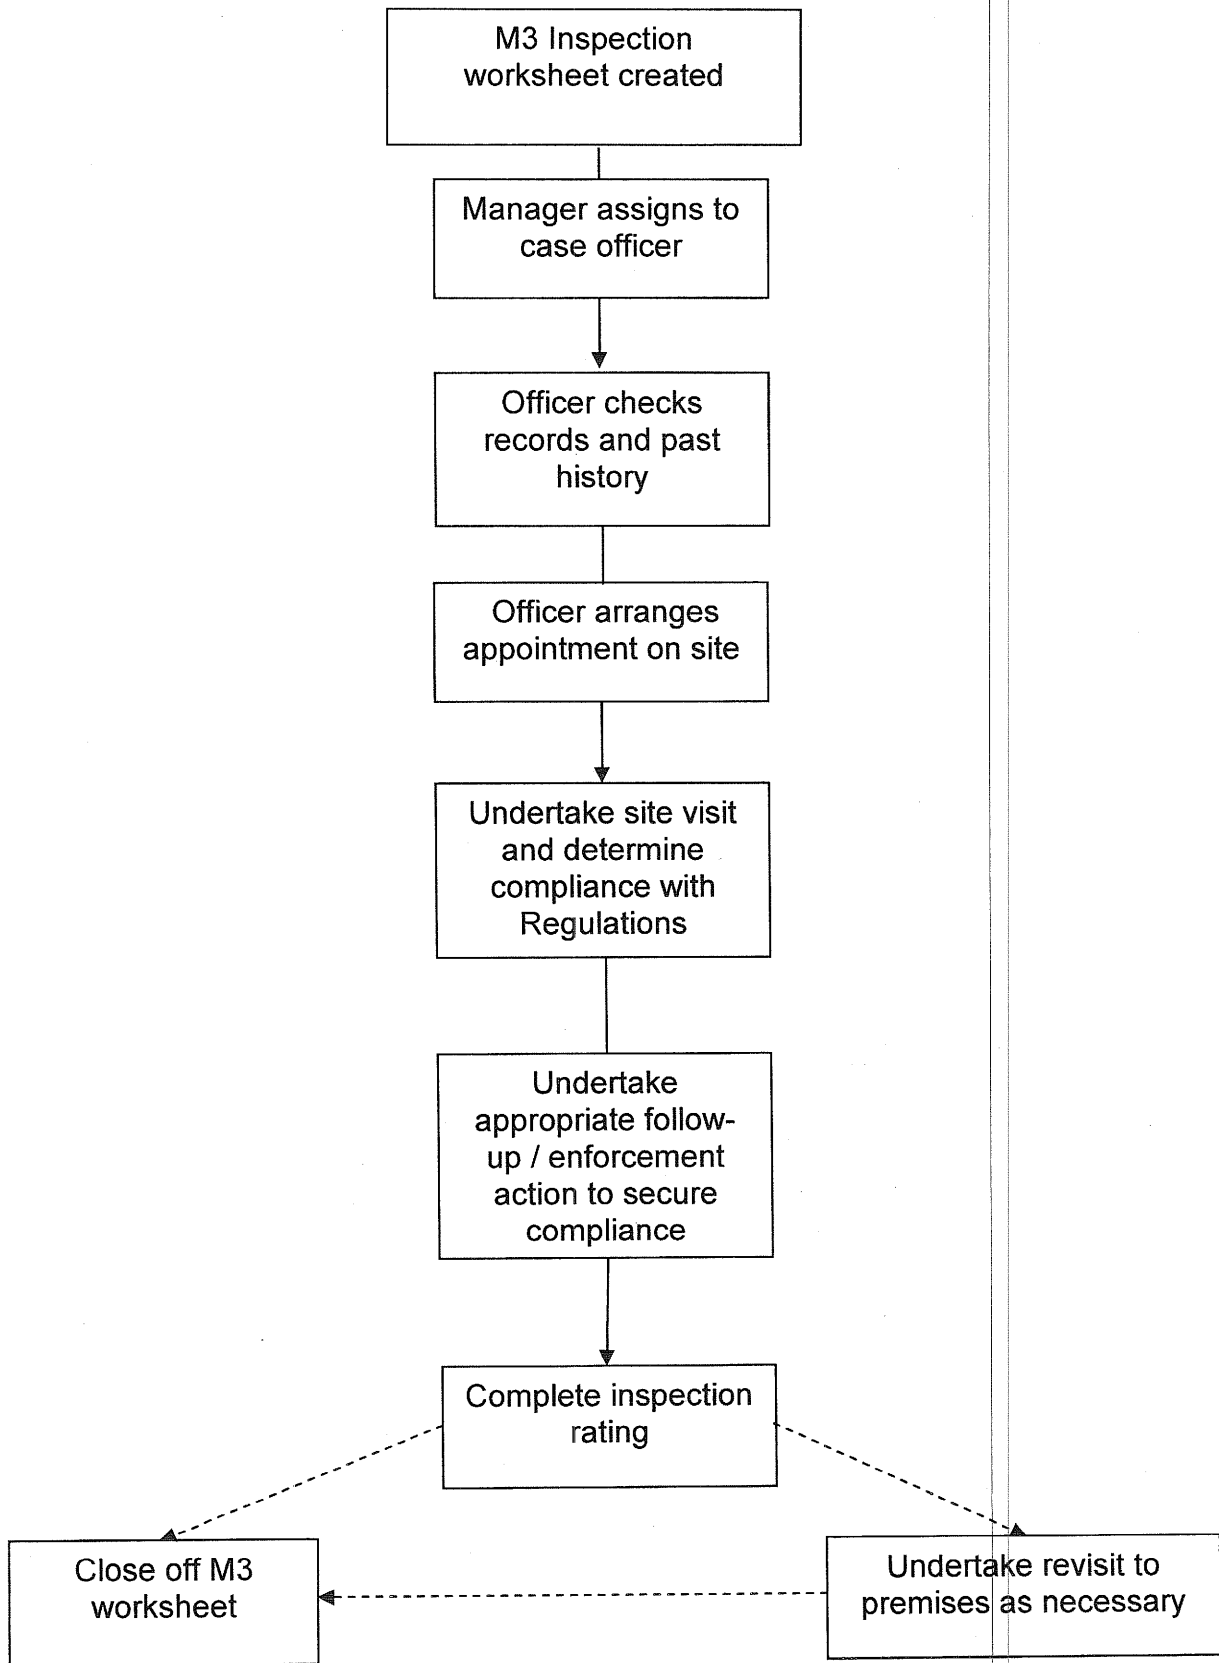 M3 Inspection
worksheet created
Manager assigns to
case officer
Officer checks
records and past
history
Officer arranges
appointment on site
Undertake site visit
and determine
compliance with
Regulations
Undertake
appropriate follow-
up / enforcement
action to secure
compliance
Complete inspection
rating
Close off M3
worksheet
Undertake revisit to
premises as necessary